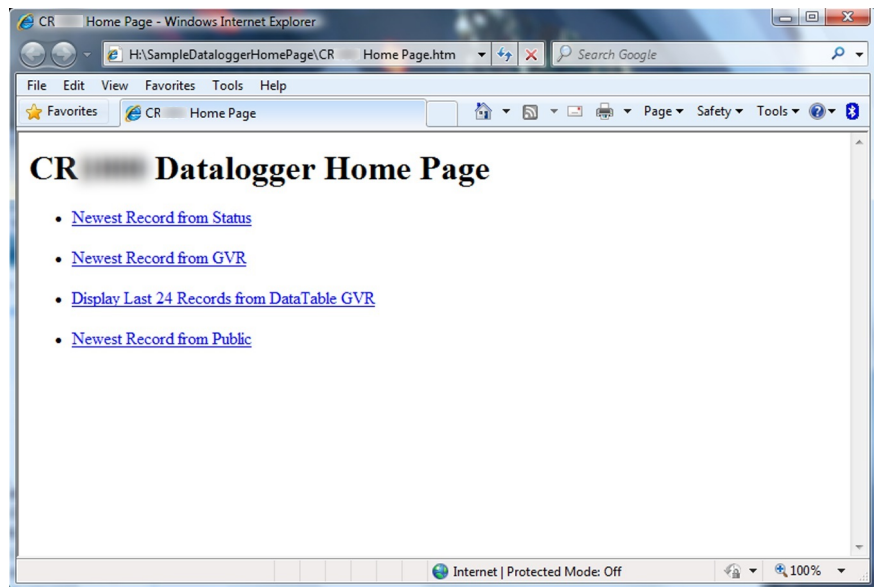 CR Home Page - Windows Internet Explorer
H:\SampleDataloggerHomePage\CR Home Page.htm
Search Google
File Edit View Favorites Tools Help
Favorites CR Home Page Page Safety Tools
CR Datalogger Home Page
Newest Record from Status
Newest Record from GVR
Display Last 24 Records from DataTable GVR
Newest Record from Public
Internet | Protected Mode: Off 100%